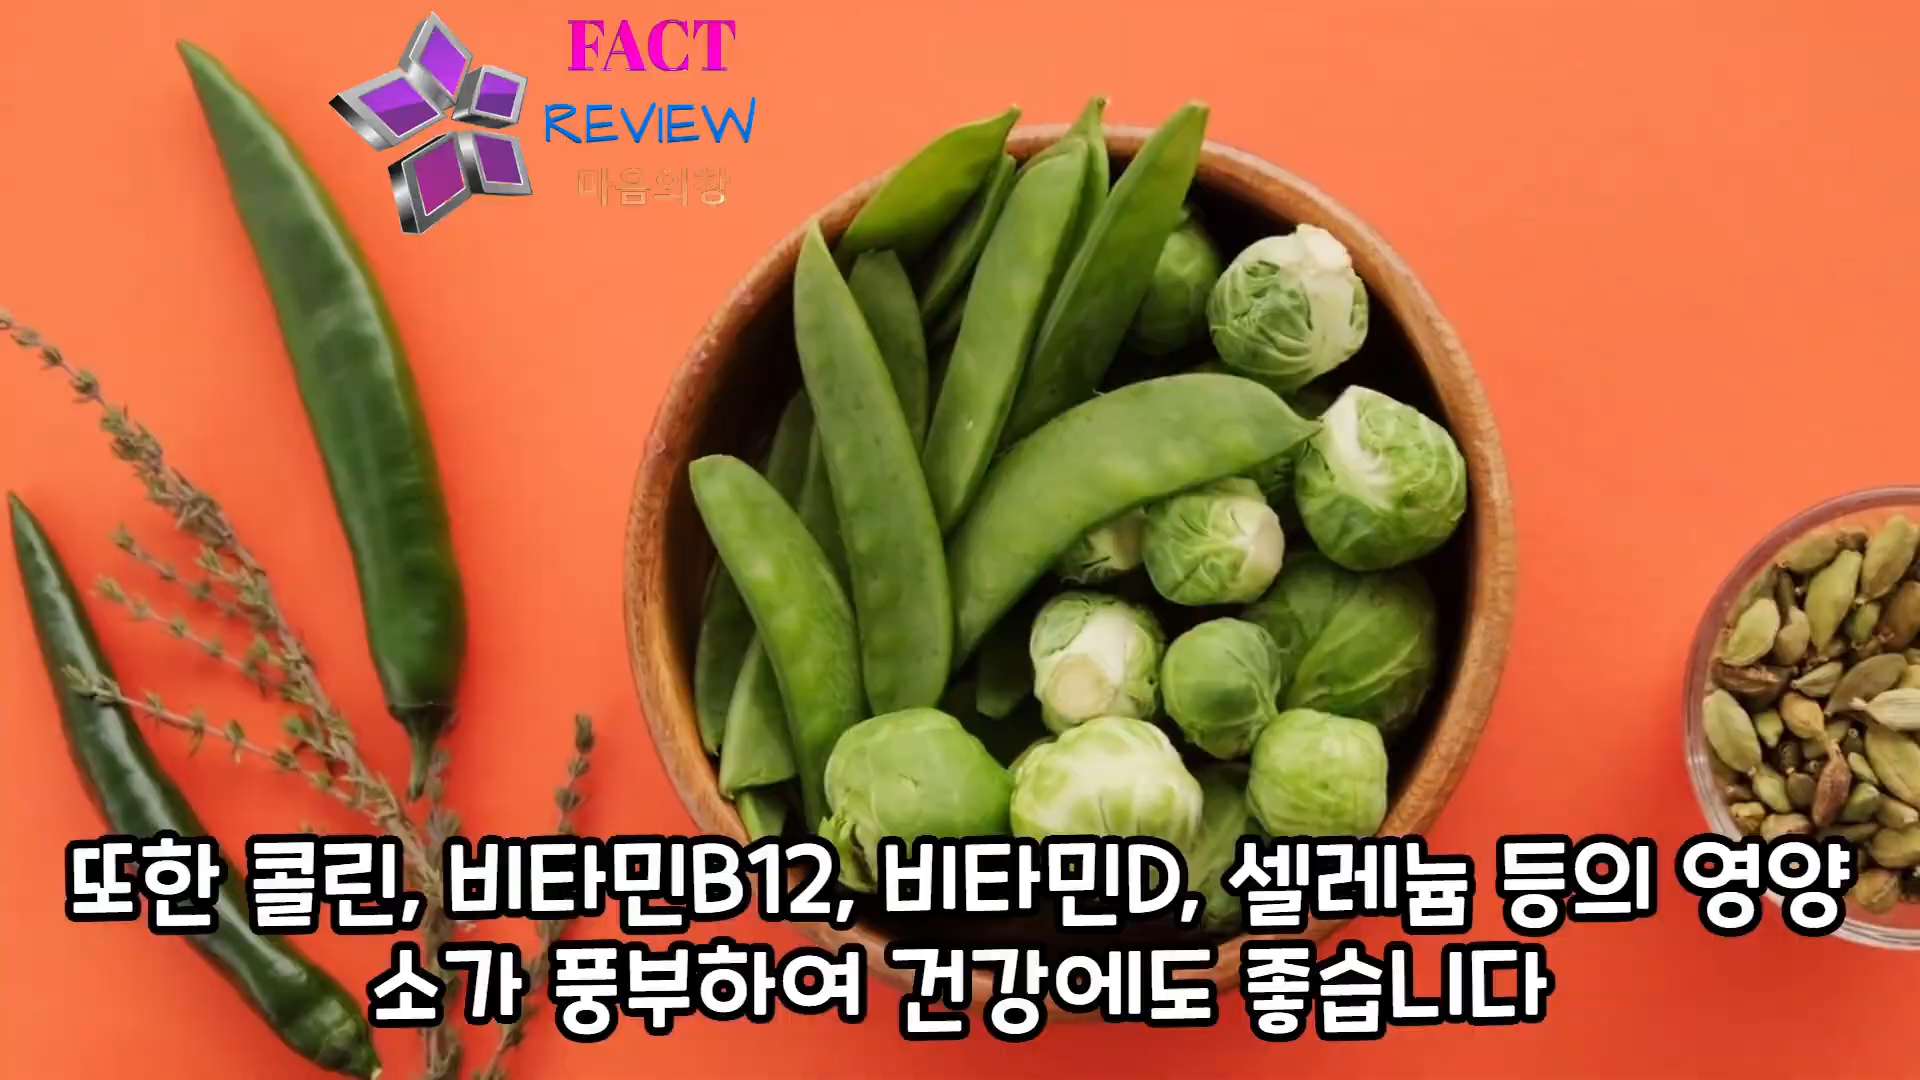 FACT
REVIEW
마음의창
또한 콜린, 비타민B12, 비타민D, 셀레늄 등의 영양
소가 풍부하여 건강에도 좋습니다